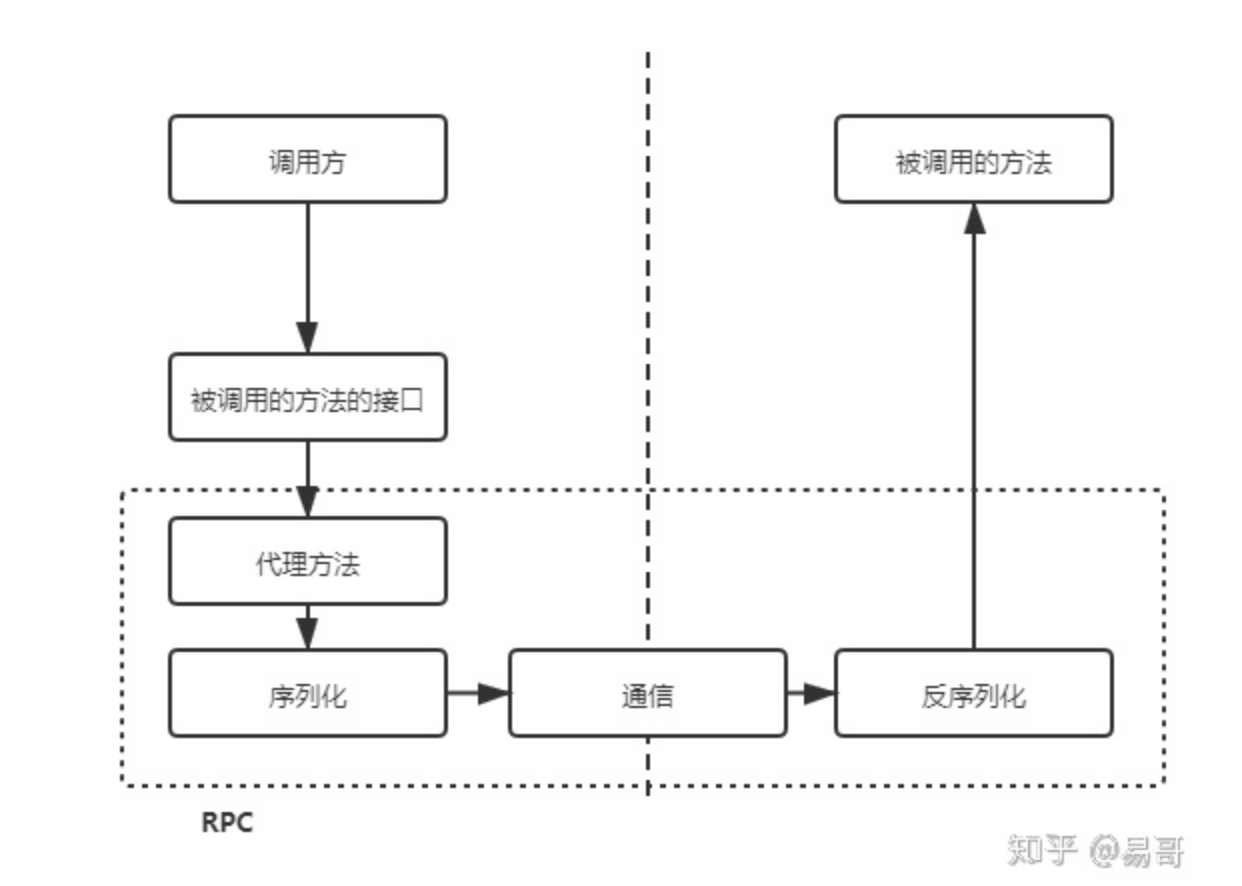 调用方
被调用的方法
被调用的方法的接口
代理方法
序列化
通信
反序列化
RPC
知乎 @易哥